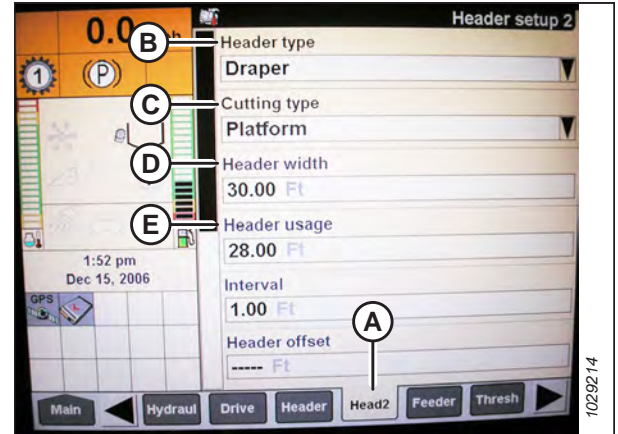 0.0
Header setup 2
B
Header type
Draper
1
(P)
C
Cutting type
Platform
D
Header width
30.00 Ft
E
Header usage
28.00 Ft
1:52 pm
Dec 15, 2006
Interval
1.00 Ft
GPS
A
Header offset
----- Ft
Main
Hydraul
Drive
Header
Head2
Feeder
Thresh
1029214